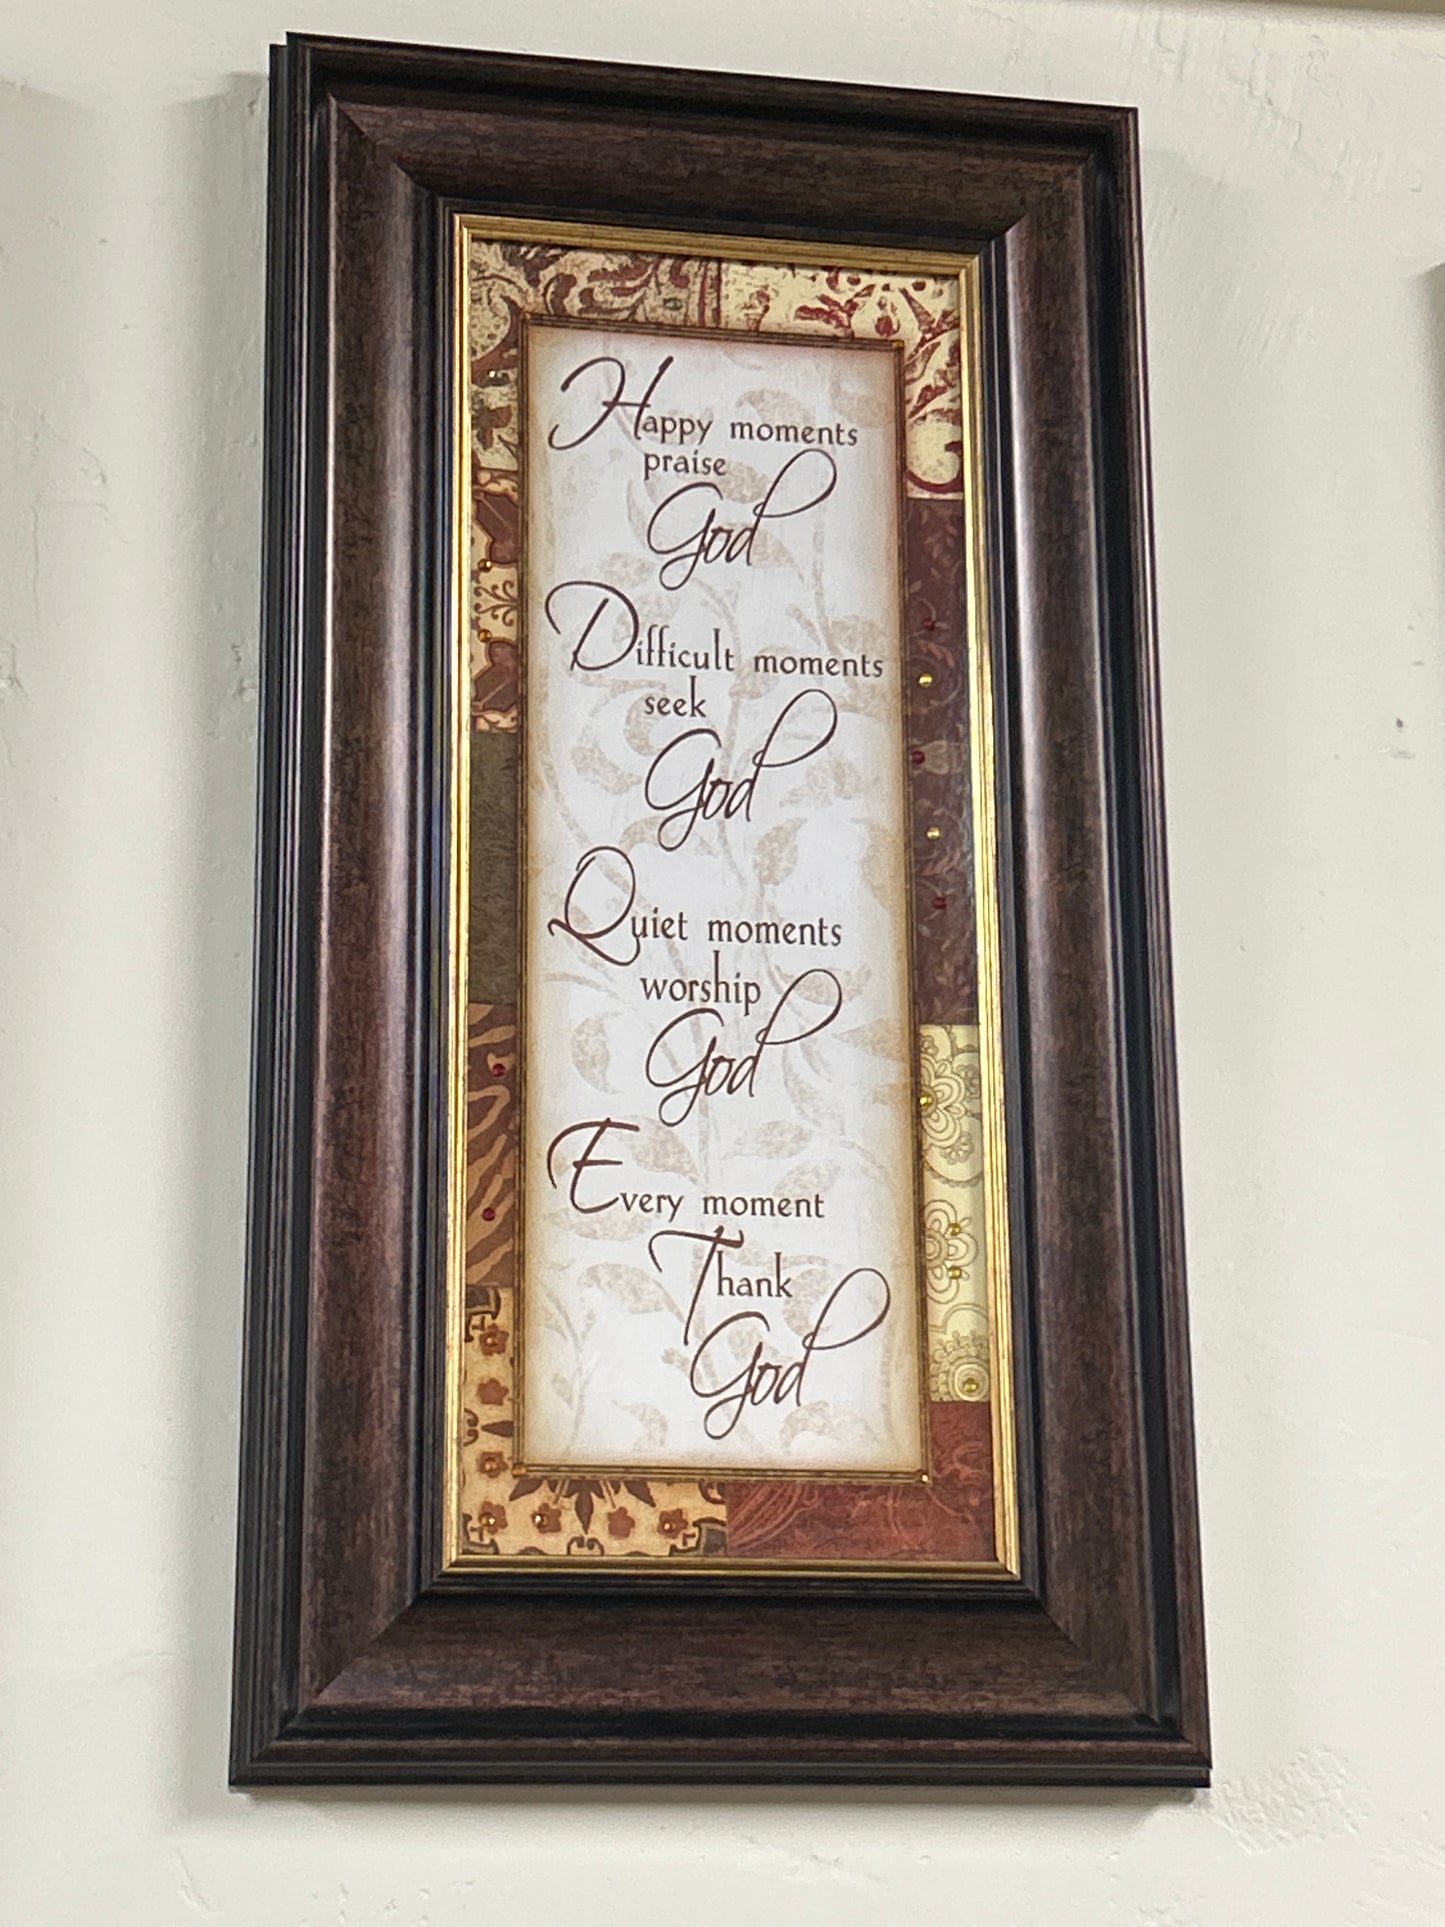 Happy moments
praise
God
Difficult moments
seek
God
Quiet moments
worship
God
Every moment
Thank
God